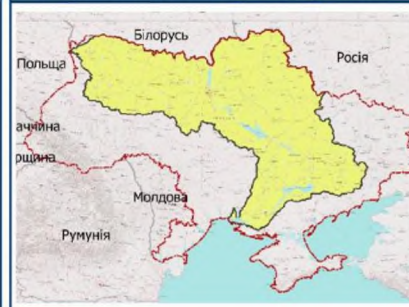 Білорусь
Росія
Польща
аччина
рщина
Молдова
Румунія